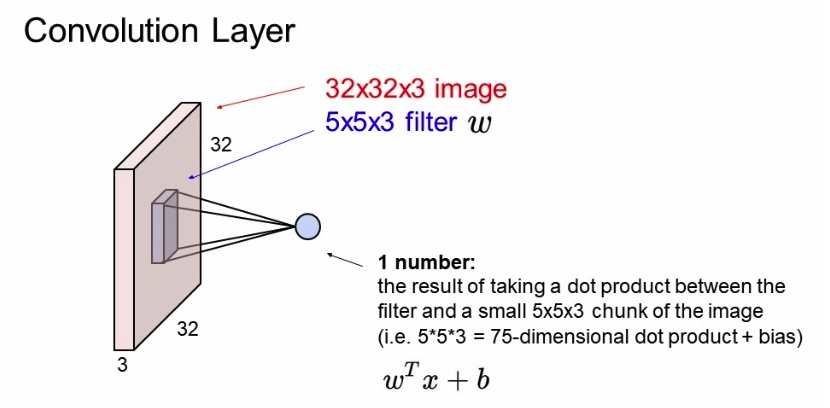 Convolution Layer
32x32x3 image
5x5x3 filter w
32
32
3
1 number:
the result of taking a dot product between the
filter and a small 5x5x3 chunk of the image
(i.e. 5*5*3 = 75-dimensional dot product + bias)
w^T x + b